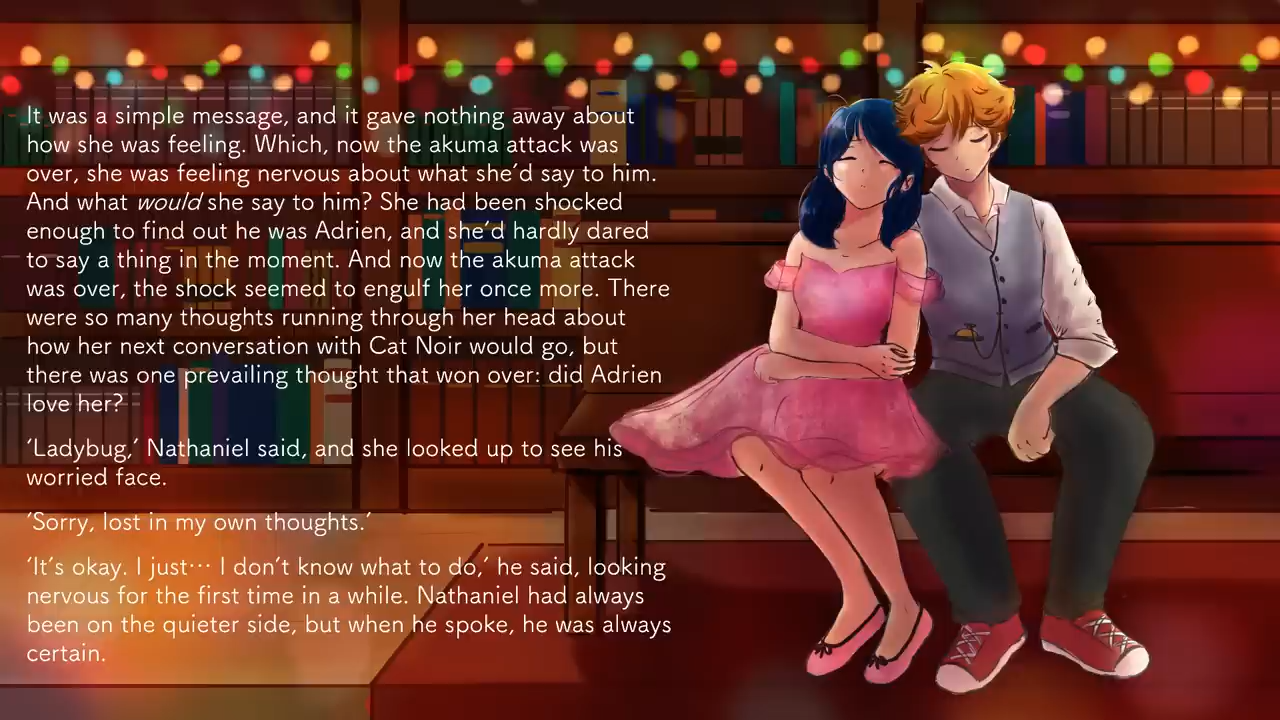 It was a simple message, and it gave nothing away about
how she was feeling. Which, now the akuma attack was
over, she was feeling nervous about what she’d say to him.
And what would she say to him? She had been shocked
enough to find out he was Adrien, and she’d hardly dared
to say a thing in the moment. And now the akuma attack
was over, the shock seemed to engulf her once more. There
were so many thoughts running through her head about
how her next conversation with Cat Noir would go, but
there was one prevailing thought that won over: did Adrien
love her?
‘Ladybug,’ Nathaniel said, and she looked up to see his
worried face.
‘Sorry, lost in my own thoughts.’
‘It’s okay. I just… I don’t know what to do,’ he said, looking
nervous for the first time in a while. Nathaniel had always
been on the quieter side, but when he spoke, he was always
certain.